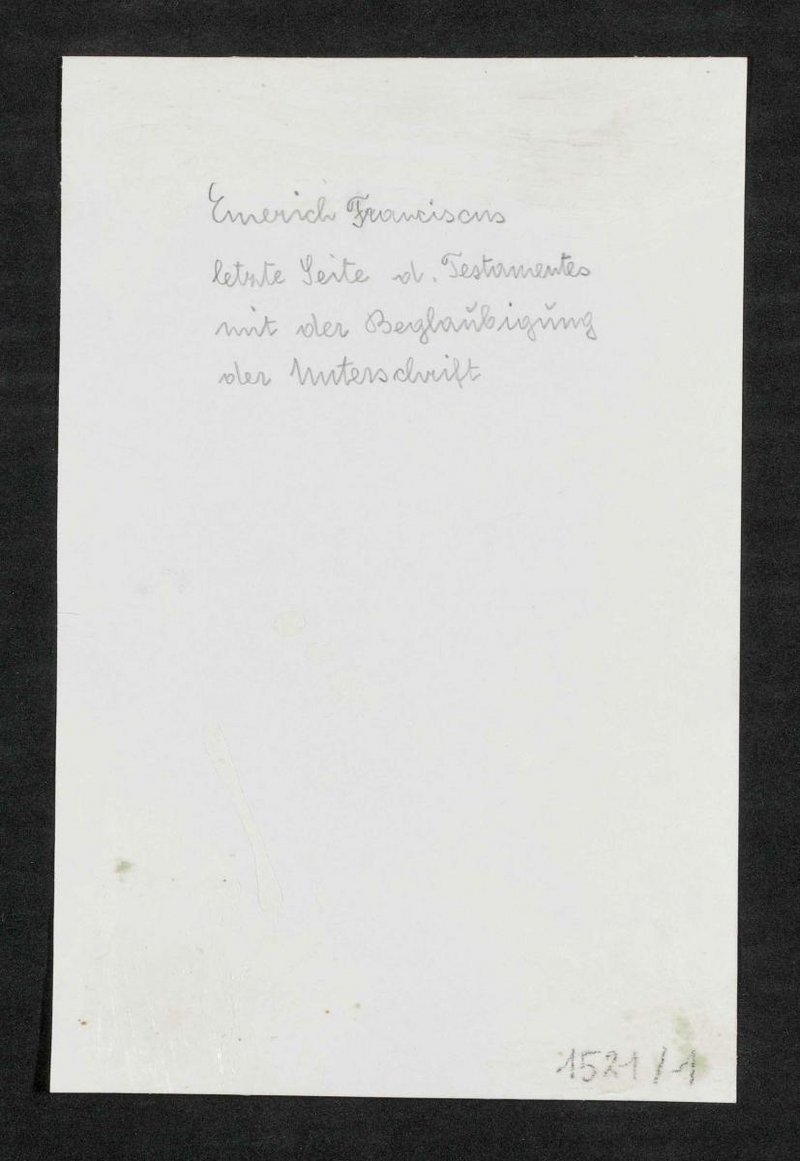 Emerich Franciscus
letzte Seite d. Testamentes
mit der Beglaubigung
der Unterschrift
1521/1